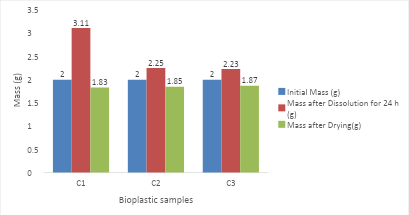 3.5
3
2.5
2
1.5
1
0.5
0
Mass (g)
2
3.11
1.83
2
2.25
1.85
2
2.23
1.87
C1
C2
C3
Bioplastic samples
Initial Mass (g)
Mass after Dissolution for 24 h
(g)
Mass after Drying(g)